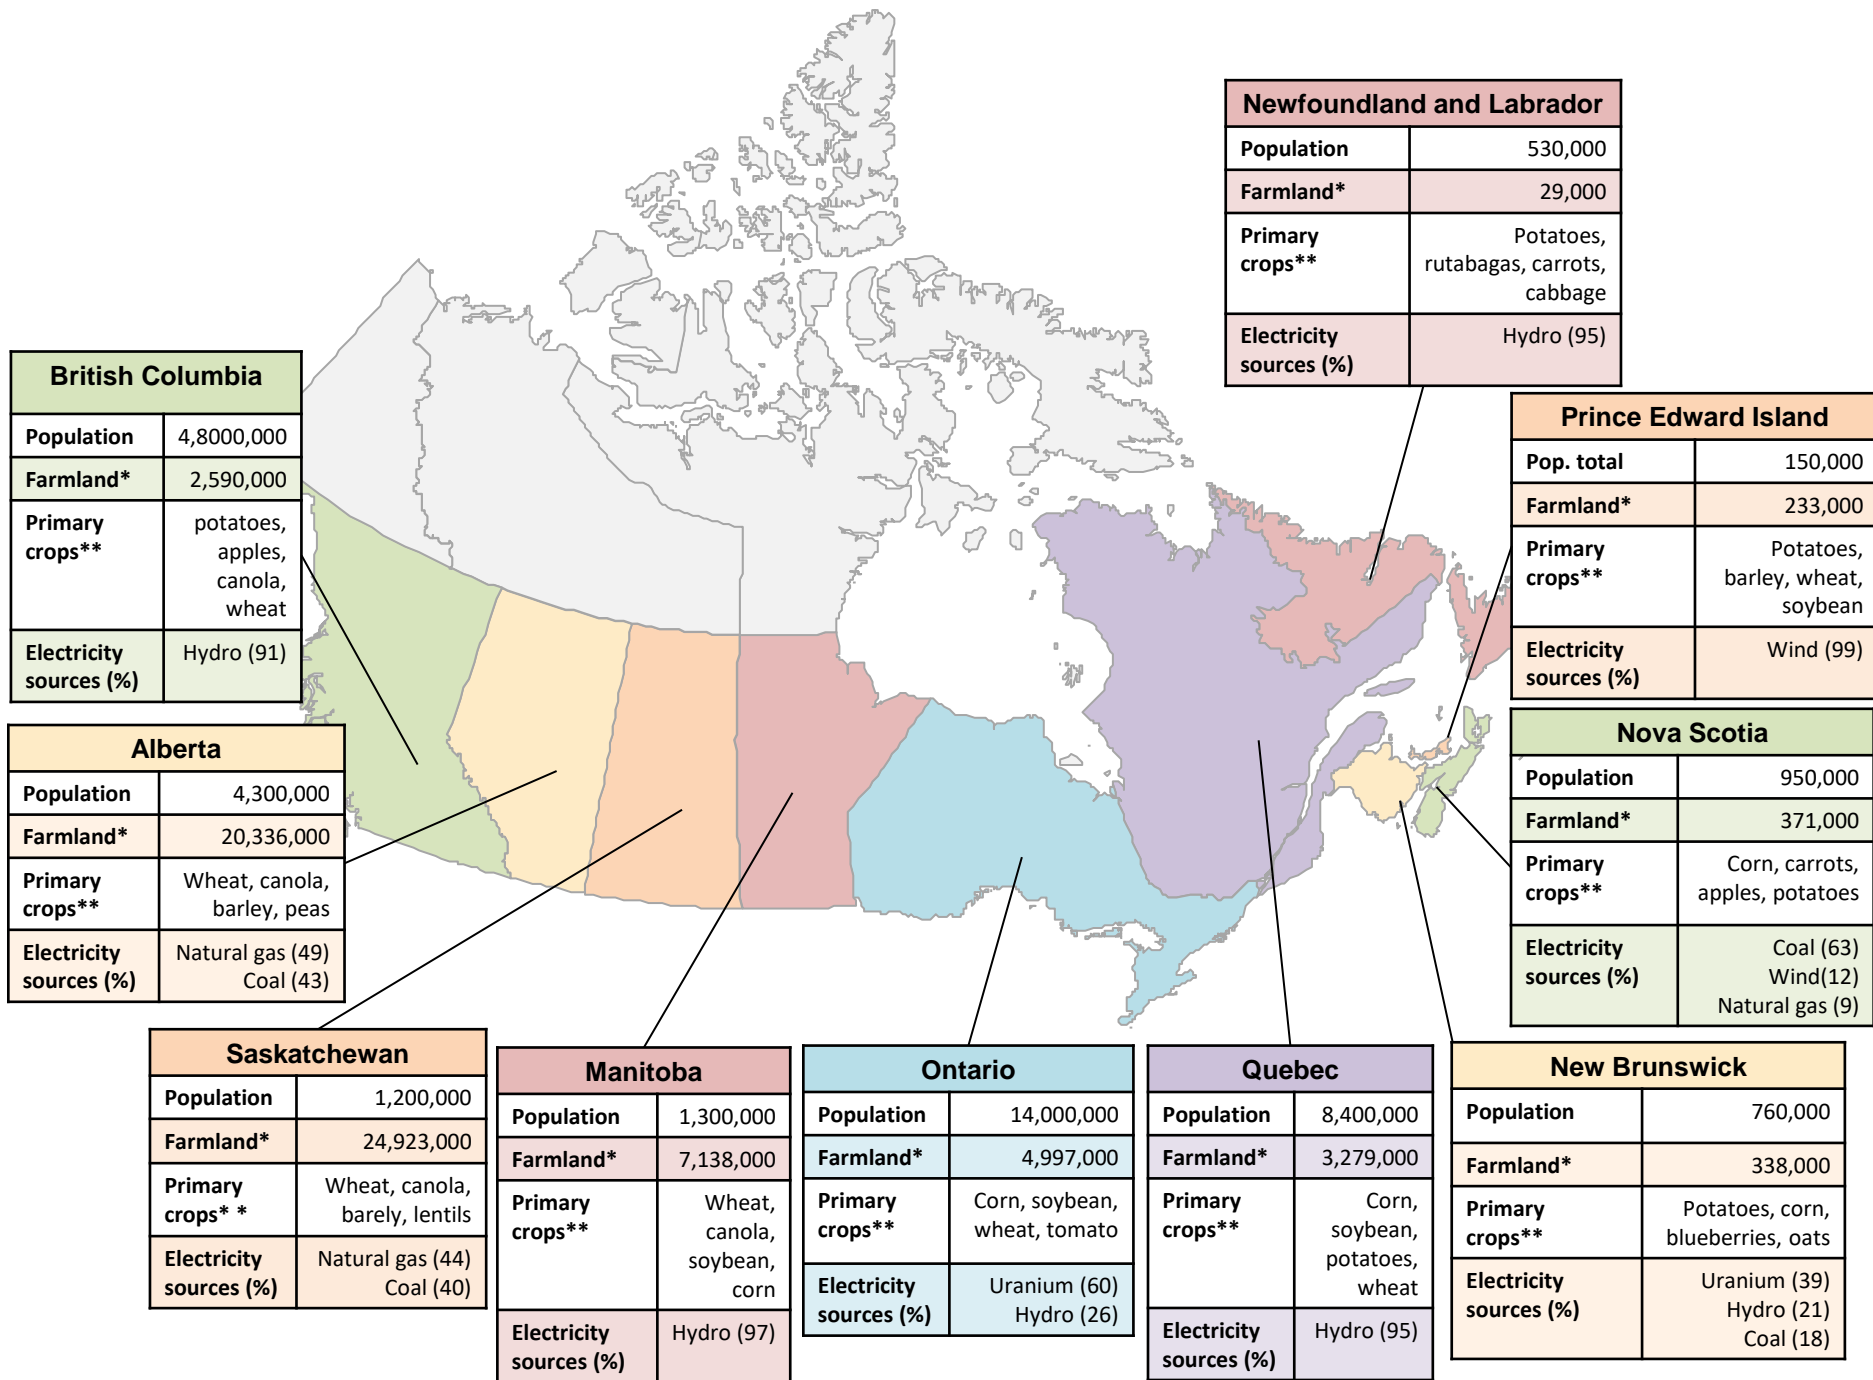 Newfoundland and Labrador
Population 530,000
Farmland* 29,000
Primary Potatoes,
crops** rutabagas, carrots,
cabbage
Electricity Hydro (95)
sources (%)
British Columbia
Population 4,8000,000
Farmland* 2,590,000
Primary potatoes,
crops** apples,
canola,
wheat
Electricity Hydro (91)
sources (%)
Prince Edward Island
Pop. total 150,000
Farmland* 233,000
Primary Potatoes,
crops** barley, wheat,
soybean
Electricity Wind (99)
sources (%)
Alberta
Population 4,300,000
Farmland* 20,336,000
Primary Wheat, canola,
crops** barley, peas
Electricity Natural gas (49)
sources (%) Coal (43)
Nova Scotia
Population 950,000
Farmland* 371,000
Primary Corn, carrots,
crops** apples, potatoes
Electricity Coal (63)
sources (%) Wind(12)
Natural gas (9)
Saskatchewan
Population 1,200,000
Farmland* 24,923,000
Primary Wheat, canola,
crops* * barely, lentils
Electricity Natural gas (44)
sources (%) Coal (40)
Manitoba
Population 1,300,000
Farmland* 7,138,000
Primary Wheat,
crops** canola,
soybean,
corn
Electricity Hydro (97)
sources (%)
Ontario
Population 14,000,000
Farmland* 4,997,000
Primary Corn, soybean,
crops** wheat, tomato
Electricity Uranium (60)
sources (%) Hydro (26)
Quebec
Population 8,400,000
Farmland* 3,279,000
Primary Corn,
crops** soybean,
potatoes,
wheat
Electricity Hydro (95)
sources (%)
New Brunswick
Population 760,000
Farmland* 338,000
Primary Potatoes, corn,
crops** blueberries, oats
Electricity Uranium (39)
sources (%) Hydro (21)
Coal (18)